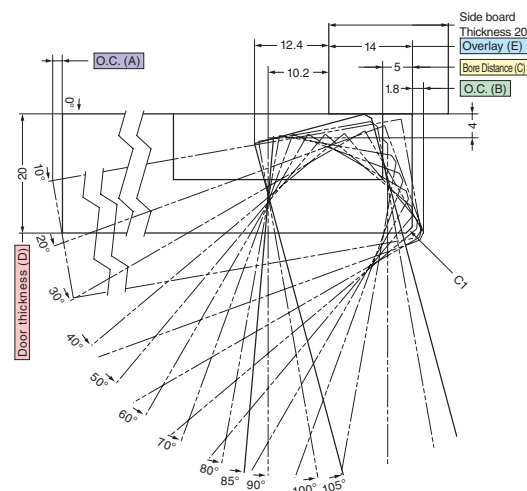 Side board
Thickness 20
12.4
14
Overlay (E)
O.C. (A)
10.2
5
Bore Distance (C)
1.8
O.C. (B)
0°
4
20
10°
20°
30°
Door thickness (D)
C1
40°
50°
60°
70°
80°
85°
90°
100°
105°